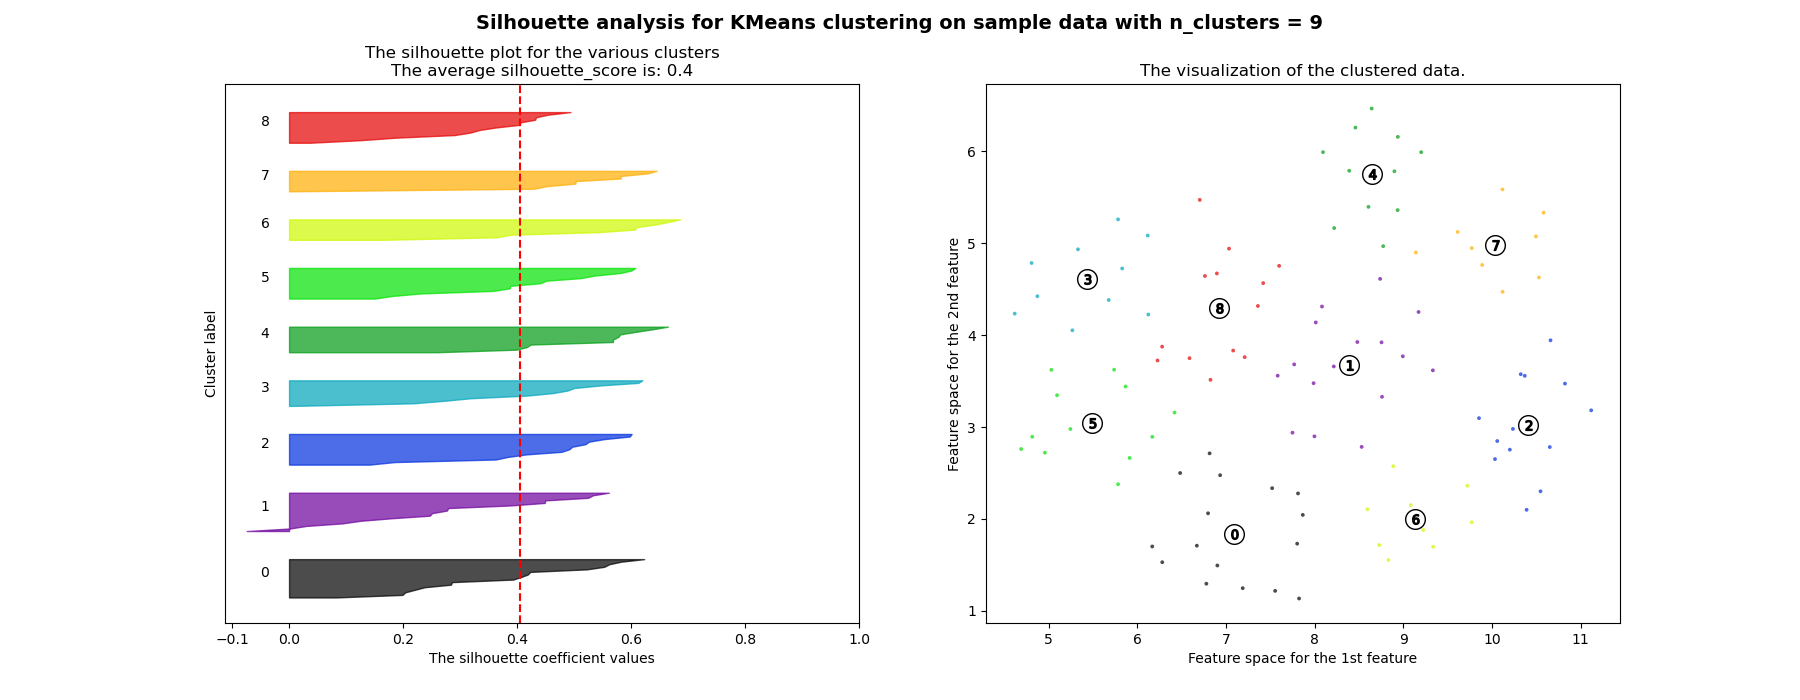 Silhouette analysis for KMeans clustering on sample data with n_clusters = 9
The silhouette plot for the various clusters
The average silhouette_score is: 0.4
8
7
6
5
4
3
2
1
0
Cluster label
−0.1 0.0 0.2 0.4 0.6 0.8 1.0
The silhouette coefficient values
The visualization of the clustered data.
6
5
4
3
2
1
Feature space for the 2nd feature
4
7
3
8
1
5
2
6
0
5 6 7 8 9 10 11
Feature space for the 1st feature